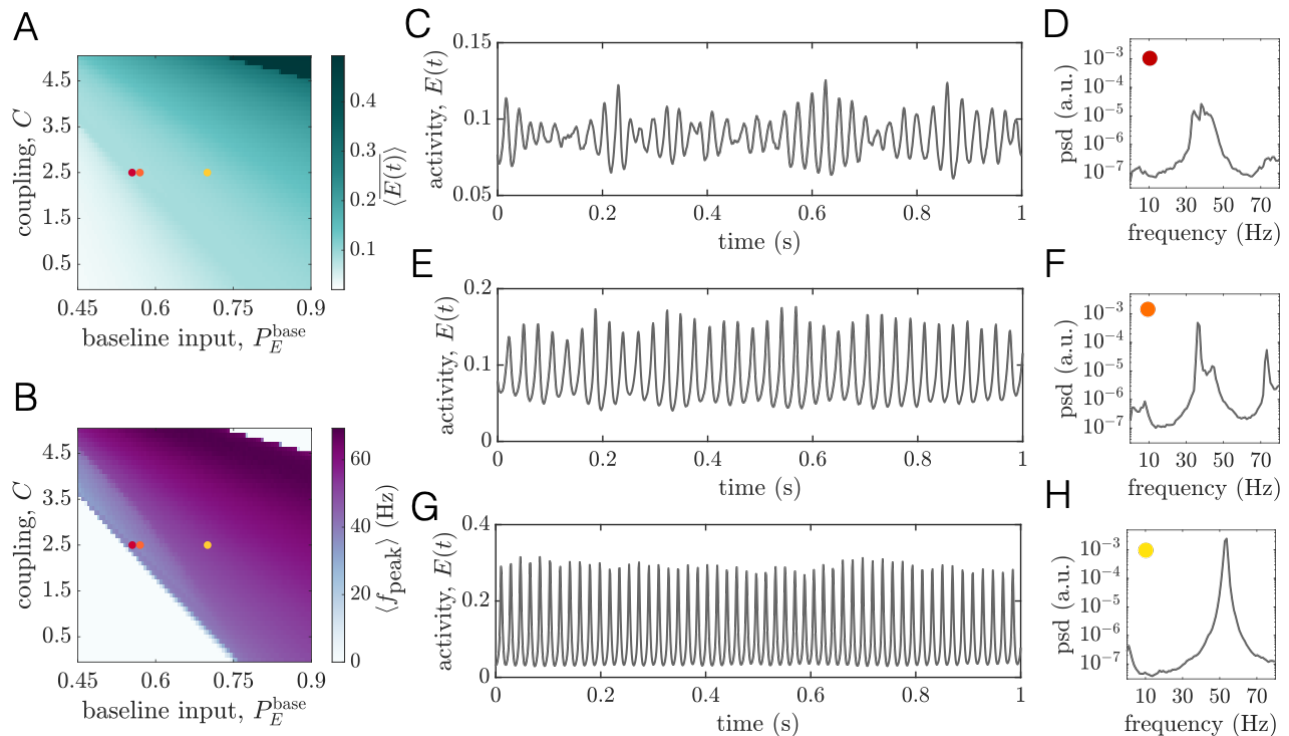 A
coupling, C
4.5
3.5
2.5
1.5
0.5
0.45 0.6 0.75 0.9
baseline input, P_E^base
0.4
0.3
0.2
0.1
⟨E(t)⟩
B
coupling, C
4.5
3.5
2.5
1.5
0.5
0.45 0.6 0.75 0.9
baseline input, P_E^base
60
40
20
0
⟨f_peak⟩ (Hz)
C
activity, E(t)
0.15
0.1
0.05
0 0.2 0.4 0.6 0.8 1
time (s)
D
psd (a.u.)
10^-3
10^-4
10^-5
10^-6
10^-7
10 30 50 70
frequency (Hz)
E
activity, E(t)
0.2
0.1
0
0 0.2 0.4 0.6 0.8 1
time (s)
F
psd (a.u.)
10^-3
10^-4
10^-5
10^-6
10^-7
10 30 50 70
frequency (Hz)
G
activity, E(t)
0.4
0.2
0
0 0.2 0.4 0.6 0.8 1
time (s)
H
psd (a.u.)
10^-3
10^-4
10^-5
10^-6
10^-7
10 30 50 70
frequency (Hz)